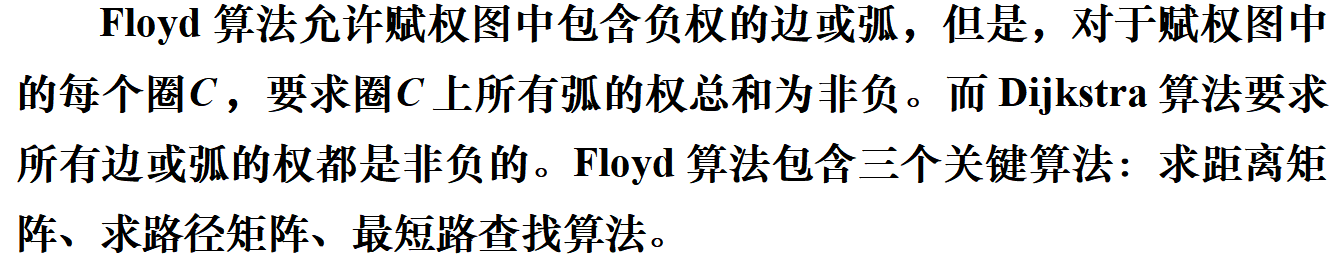 Floyd 算法允许赋权图中包含负权的边或弧，但是，对于赋权图中
的每个圈C，要求圈C 上所有弧的权总和为非负。而 Dijkstra 算法要求
所有边或弧的权都是非负的。Floyd 算法包含三个关键算法：求距离矩
阵、求路径矩阵、最短路查找算法。